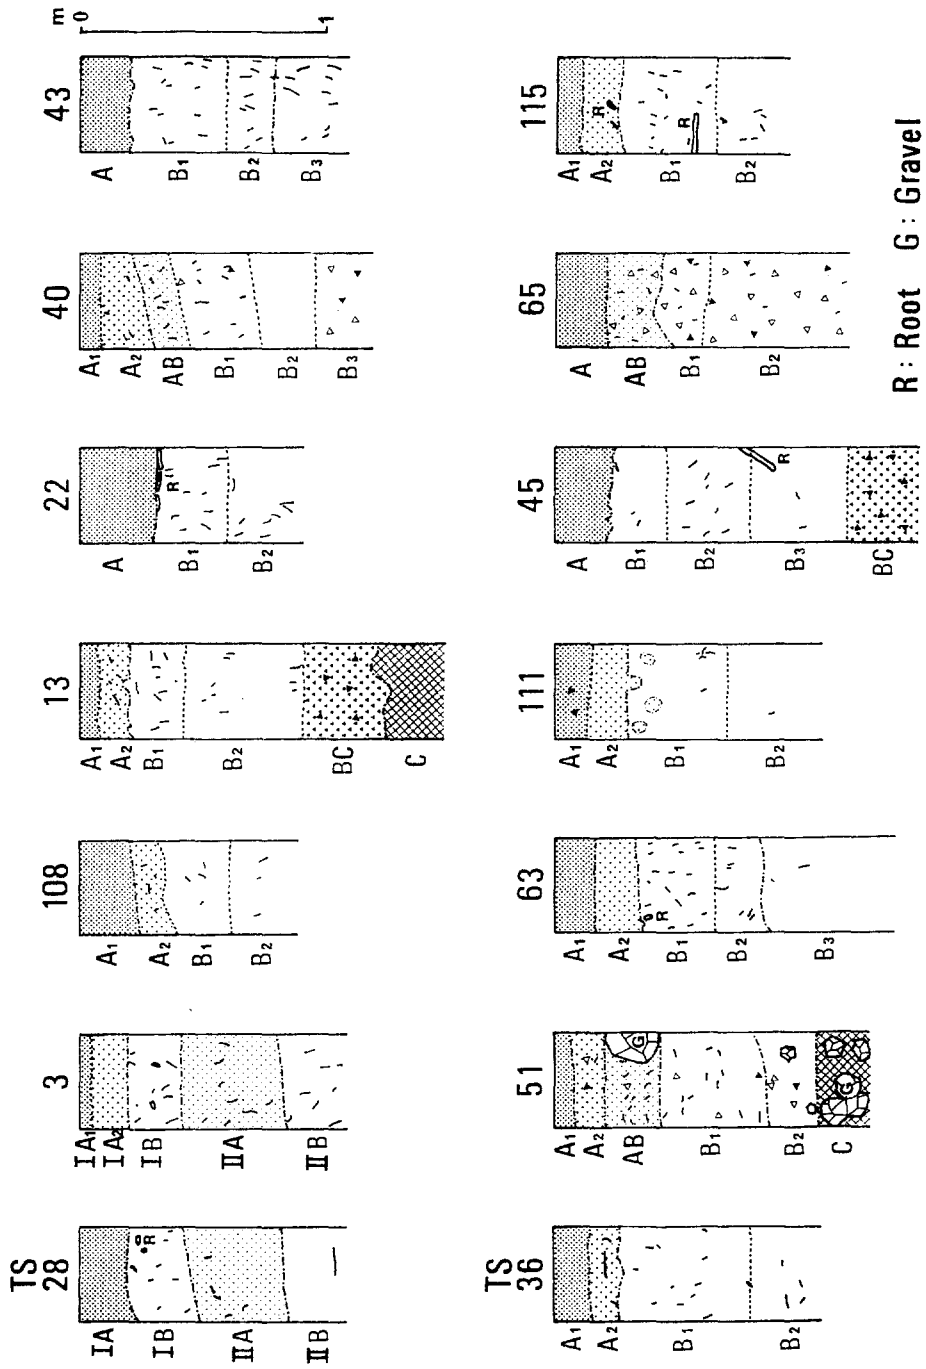 TS
28 3 108 13 22 40 43
m
0
1
IA IA₁ A₁ A₁ A A₁ A
IB IA₂ A₂ A₂ B₁ A₂ B₁
IIA IB B₁ B₁ B₂ AB B₂
IIB IIA B₂ B₂ R B₁ B₃
R IIB BC B₂
C B₃
TS
36 51 63 111 45 65 115
A₁ A₁ A₁ A₁ A A A₁
A₂ A₂ A₂ A₂ B₁ AB A₂
B₁ AB B₁ B₁ B₂ B₁ B₁
B₂ B₁ B₂ B₂ B₃ B₂ B₂
B₂ B₃ BC R
C R R R
G
G
R : Root G : Gravel